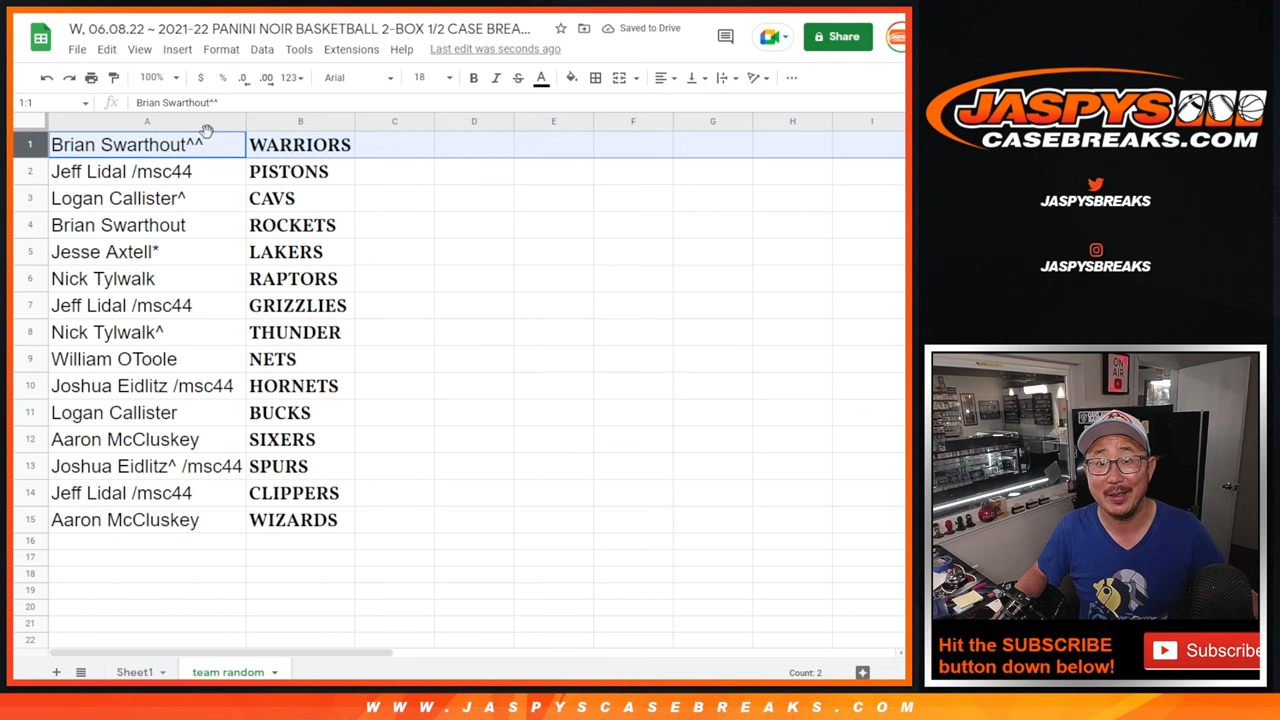 W, 06.08.22 ~ 2021-22 PANINI NOIR BASKETBALL 2-BOX 1/2 CASE BREA...
Saved to Drive
Share
File Edit View Insert Format Data Tools Extensions Help Last edit was seconds ago
100% $ % .0 .00 123 Arial 18 B I S A
1:1 fx Brian Swarthout^^
A B C D E F G H I
1 Brian Swarthout^^ WARRIORS
2 Jeff Lidal /msc44 PISTONS
3 Logan Callister^ CAVS
4 Brian Swarthout ROCKETS
5 Jesse Axtell* LAKERS
6 Nick Tylwalk RAPTORS
7 Jeff Lidal /msc44 GRIZZLIES
8 Nick Tylwalk^ THUNDER
9 William OToole NETS
10 Joshua Eidlitz /msc44 HORNETS
11 Logan Callister BUCKS
12 Aaron McCluskey SIXERS
13 Joshua Eidlitz^ /msc44 SPURS
14 Jeff Lidal /msc44 CLIPPERS
15 Aaron McCluskey WIZARDS
16
17
18
19
20
21
22
Sheet1 team random Count: 2
JASPYS
CASEBREAKS.COM
JASPYSBREAKS
JASPYSBREAKS
ON
AIR
Hit the SUBSCRIBE
button down below!
Subscribe
WWW.JASPYSCASEBREAKS.COM